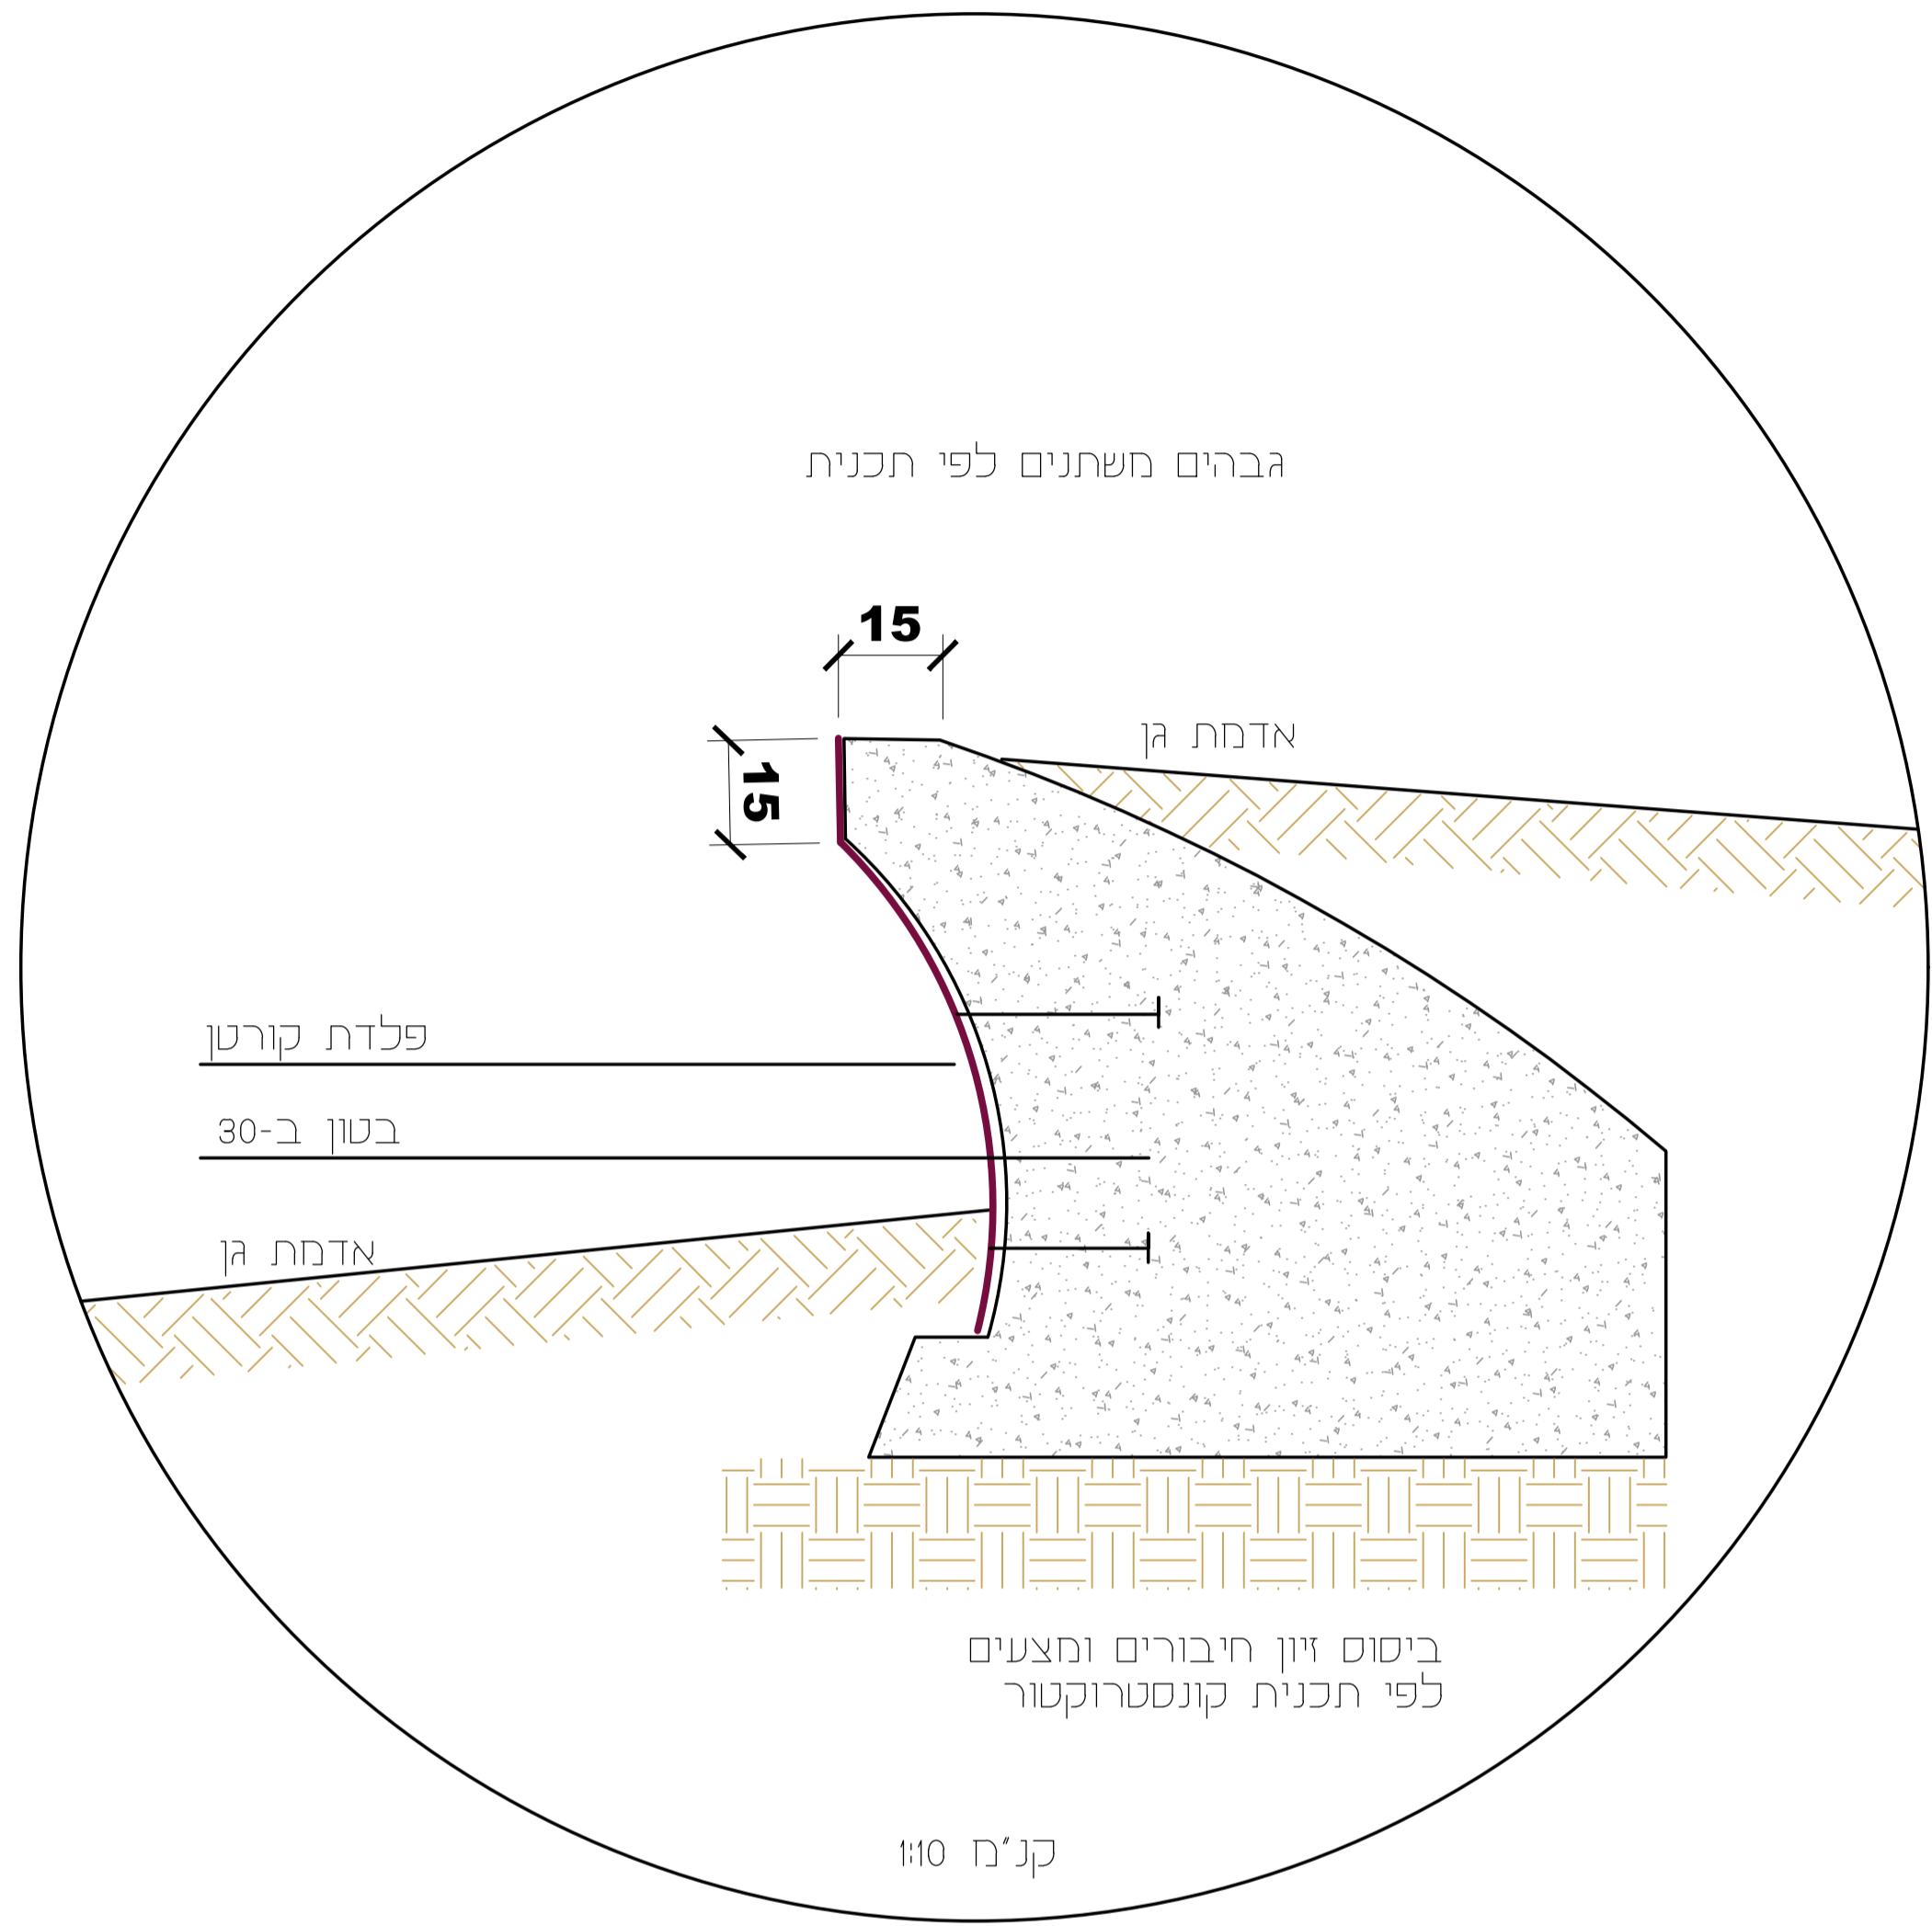 גבהים משתנים לפי תכנית
15
15
אדמת גן
פלדת קורטן
בטון ב-30
אדמת גן
ביסוס זיון חיבורים ומצעים
לפי תכנית קונסטרוקטור
קנ"מ 1:10